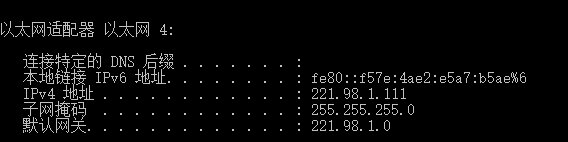 以太网适配器 以太网 4:
连接特定的 DNS 后缀 . . . . . . . :
本地链接 IPv6 地址. . . . . . . . : fe80::f57e:4ae2:e5a7:b5ae%6
IPv4 地址 . . . . . . . . . . . . : 221.98.1.111
子网掩码  . . . . . . . . . . . . : 255.255.255.0
默认网关. . . . . . . . . . . . . : 221.98.1.0